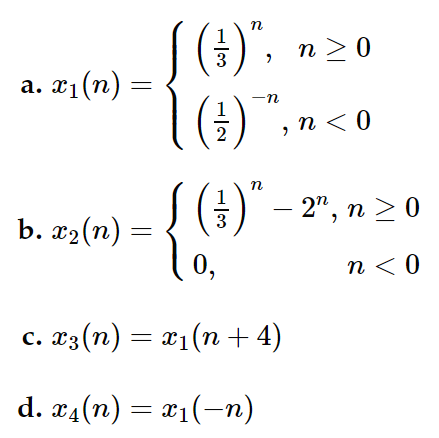 a. x₁(n) = { (1/3)ⁿ, n ≥ 0
(1/2)⁻ⁿ, n < 0
b. x₂(n) = { (1/3)ⁿ − 2ⁿ, n ≥ 0
0, n < 0
c. x₃(n) = x₁(n + 4)
d. x₄(n) = x₁(−n)